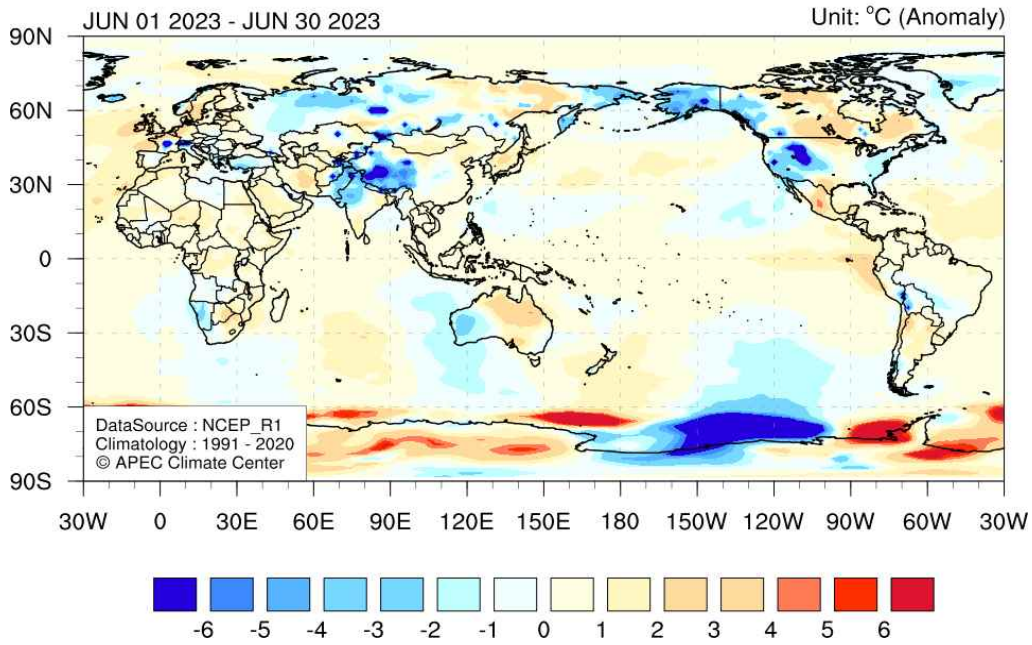 JUN 01 2023 - JUN 30 2023
Unit: °C (Anomaly)
90N
60N
30N
0
30S
60S
90S
DataSource : NCEP_R1
Climatology : 1991 - 2020
© APEC Climate Center
30W 0 30E 60E 90E 120E 150E 180 150W 120W 90W 60W 30W
-6 -5 -4 -3 -2 -1 0 1 2 3 4 5 6